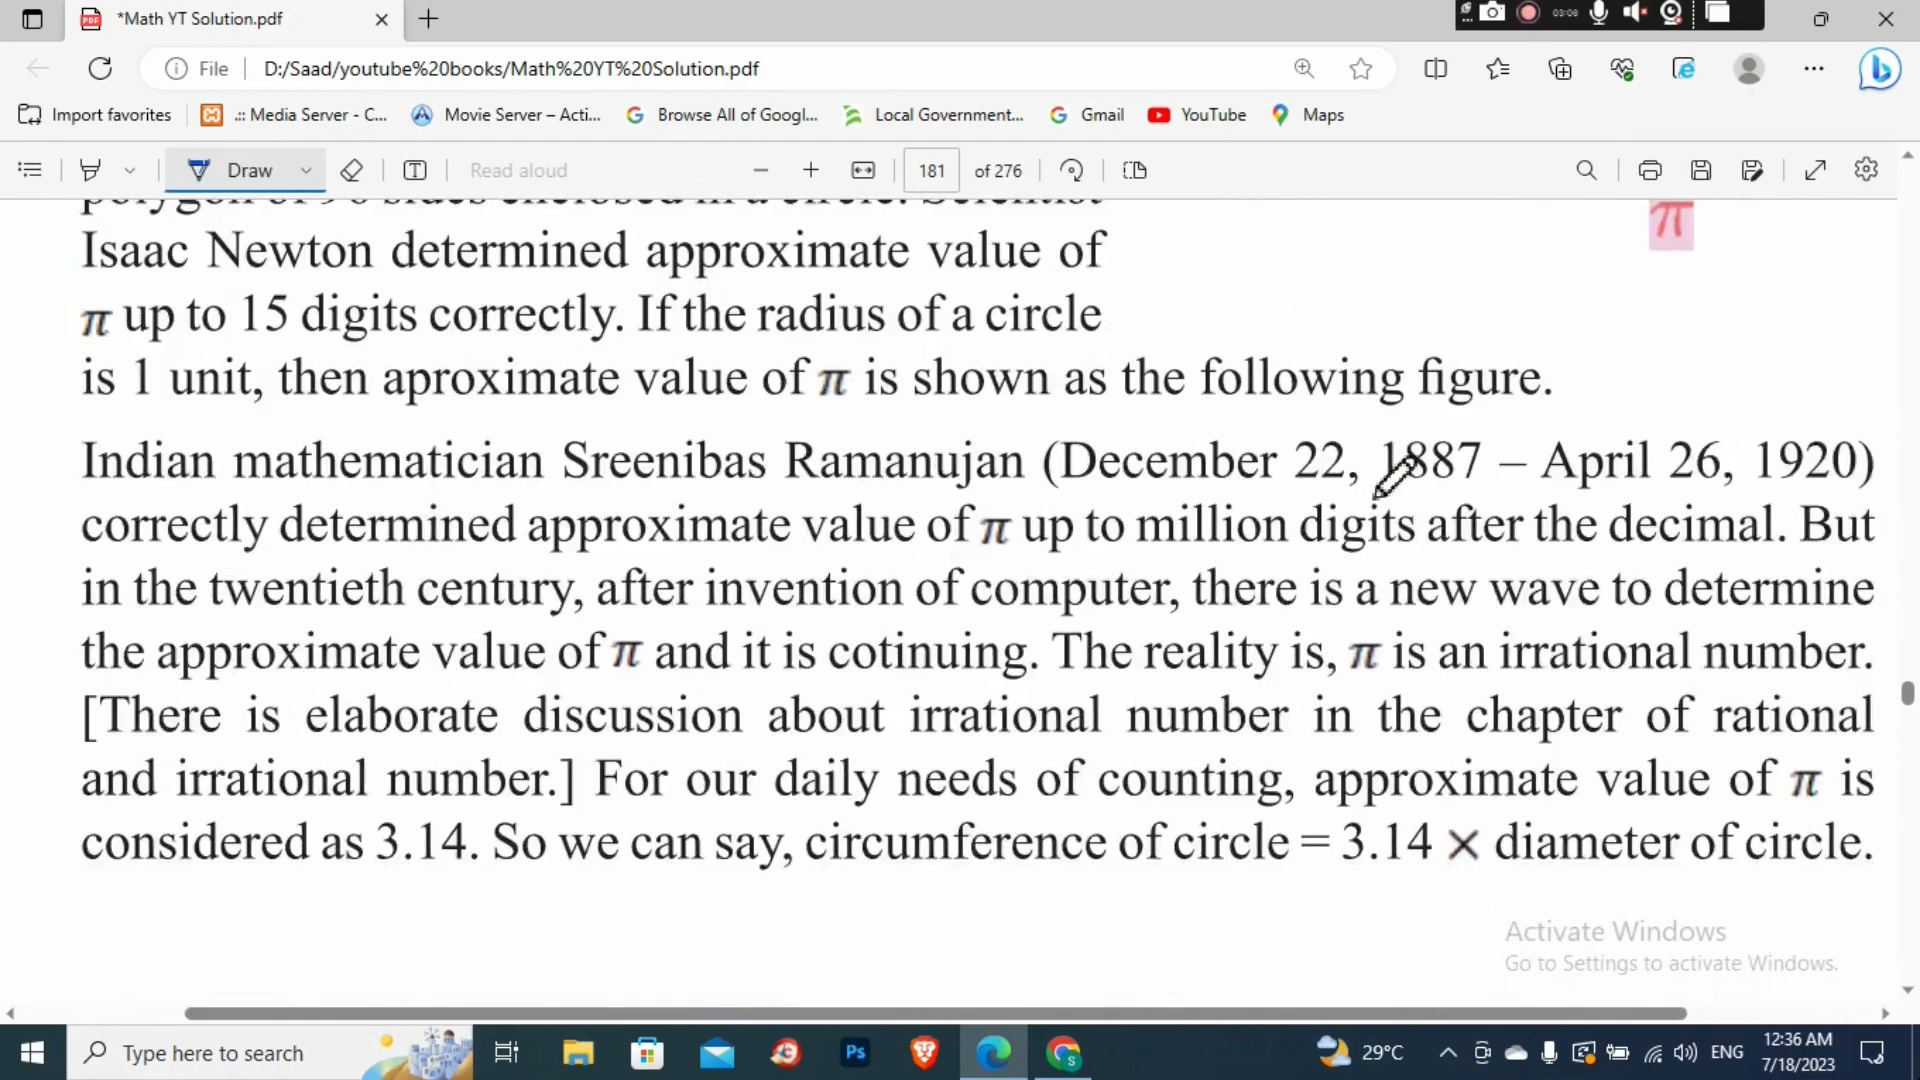 *Math YT Solution.pdf
03:08
File
D:/Saad/youtube%20books/Math%20YT%20Solution.pdf
Import favorites
.:: Media Server - C...
Movie Server – Acti...
Browse All of Googl...
Local Government...
Gmail
YouTube
Maps
Draw
Read aloud
181 of 276
π
Isaac Newton determined approximate value of
π up to 15 digits correctly. If the radius of a circle
is 1 unit, then aproximate value of π is shown as the following figure.
Indian mathematician Sreenibas Ramanujan (December 22, 1887 – April 26, 1920)
correctly determined approximate value of π up to million digits after the decimal. But
in the twentieth century, after invention of computer, there is a new wave to determine
the approximate value of π and it is cotinuing. The reality is, π is an irrational number.
[There is elaborate discussion about irrational number in the chapter of rational
and irrational number.] For our daily needs of counting, approximate value of π is
considered as 3.14. So we can say, circumference of circle = 3.14 × diameter of circle.
Activate Windows
Go to Settings to activate Windows.
Type here to search
Ps
S
29°C
ENG
12:36 AM
7/18/2023